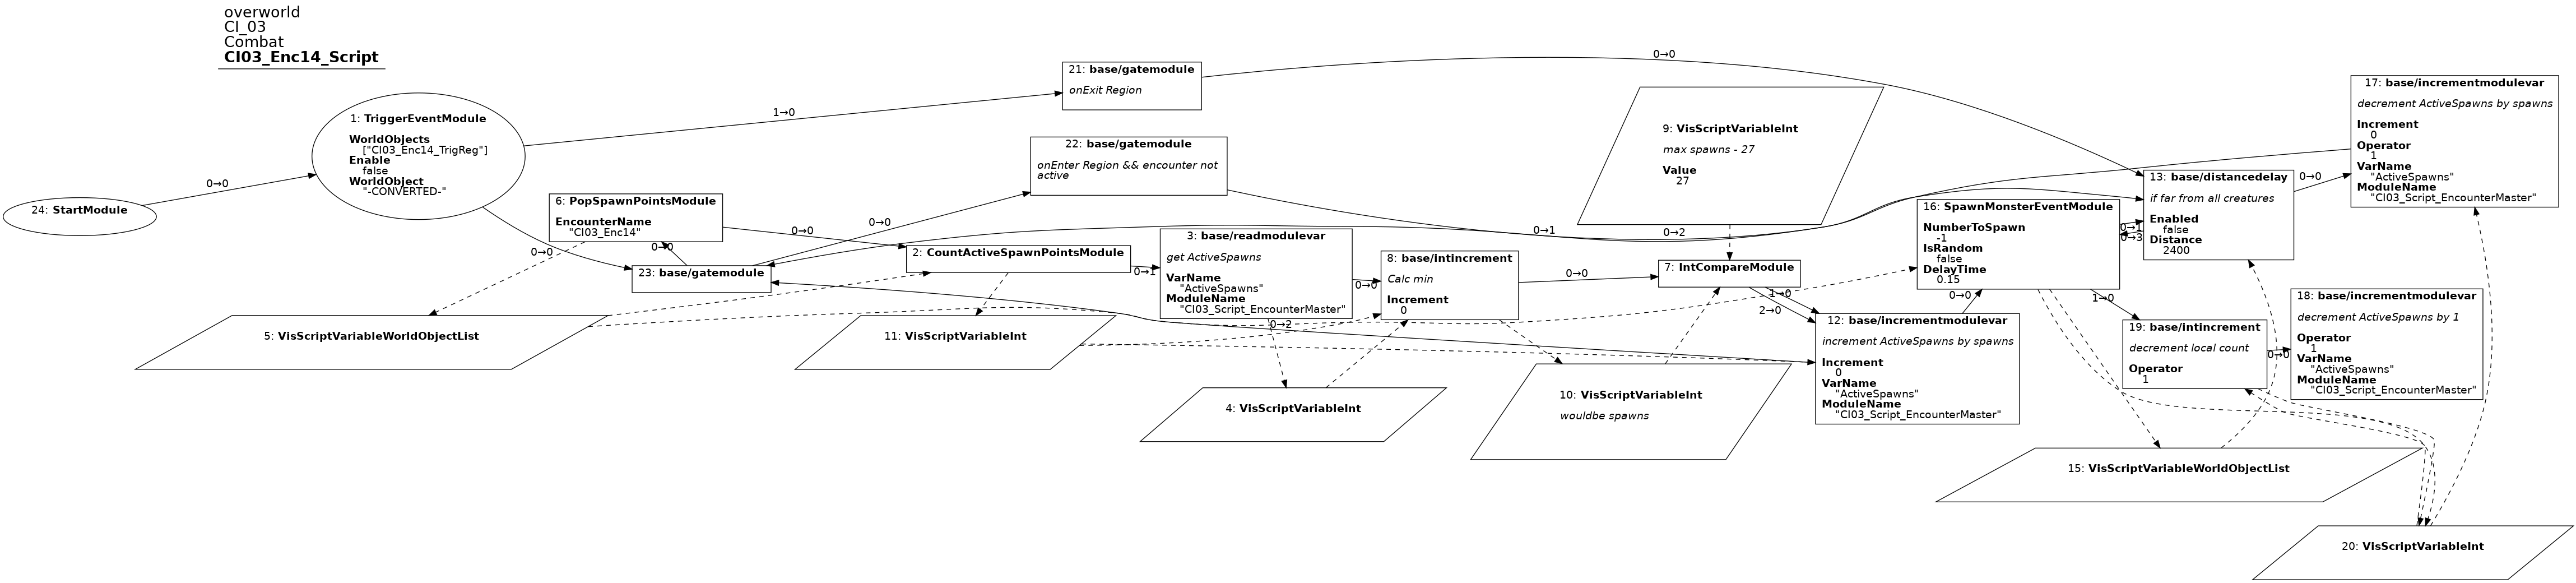 overworld
CI_03
Combat
CI03_Enc14_Script
24: StartModule
0→0
1: TriggerEventModule
WorldObjects
["CI03_Enc14_TrigReg"]
Enable
false
WorldObject
"-CONVERTED-"
1→0
0→0
21: base/gatemodule
onExit Region
0→0
22: base/gatemodule
onEnter Region && encounter not
active
0→1
6: PopSpawnPointsModule
EncounterName
"CI03_Enc14"
0→0
23: base/gatemodule
0→0
0→0
5: VisScriptVariableWorldObjectList
2: CountActiveSpawnPointsModule
0→1
11: VisScriptVariableInt
3: base/readmodulevar
get ActiveSpawns
VarName
"ActiveSpawns"
ModuleName
"CI03_Script_EncounterMaster"
0→0
0→2
4: VisScriptVariableInt
8: base/intincrement
Calc min
Increment
0
0→0
9: VisScriptVariableInt
max spawns - 27
Value
27
0→2
7: IntCompareModule
1→0
2→0
10: VisScriptVariableInt
wouldbe spawns
12: base/incrementmodulevar
increment ActiveSpawns by spawns
Increment
0
VarName
"ActiveSpawns"
ModuleName
"CI03_Script_EncounterMaster"
0→0
16: SpawnMonsterEventModule
NumberToSpawn
-1
IsRandom
false
DelayTime
0.15
0→1
0→3
1→0
13: base/distancedelay
if far from all creatures
Enabled
false
Distance
2400
0→0
17: base/incrementmodulevar
decrement ActiveSpawns by spawns
Increment
0
Operator
1
VarName
"ActiveSpawns"
ModuleName
"CI03_Script_EncounterMaster"
19: base/intincrement
decrement local count
Operator
1
0→0
18: base/incrementmodulevar
decrement ActiveSpawns by 1
Operator
1
VarName
"ActiveSpawns"
ModuleName
"CI03_Script_EncounterMaster"
15: VisScriptVariableWorldObjectList
20: VisScriptVariableInt